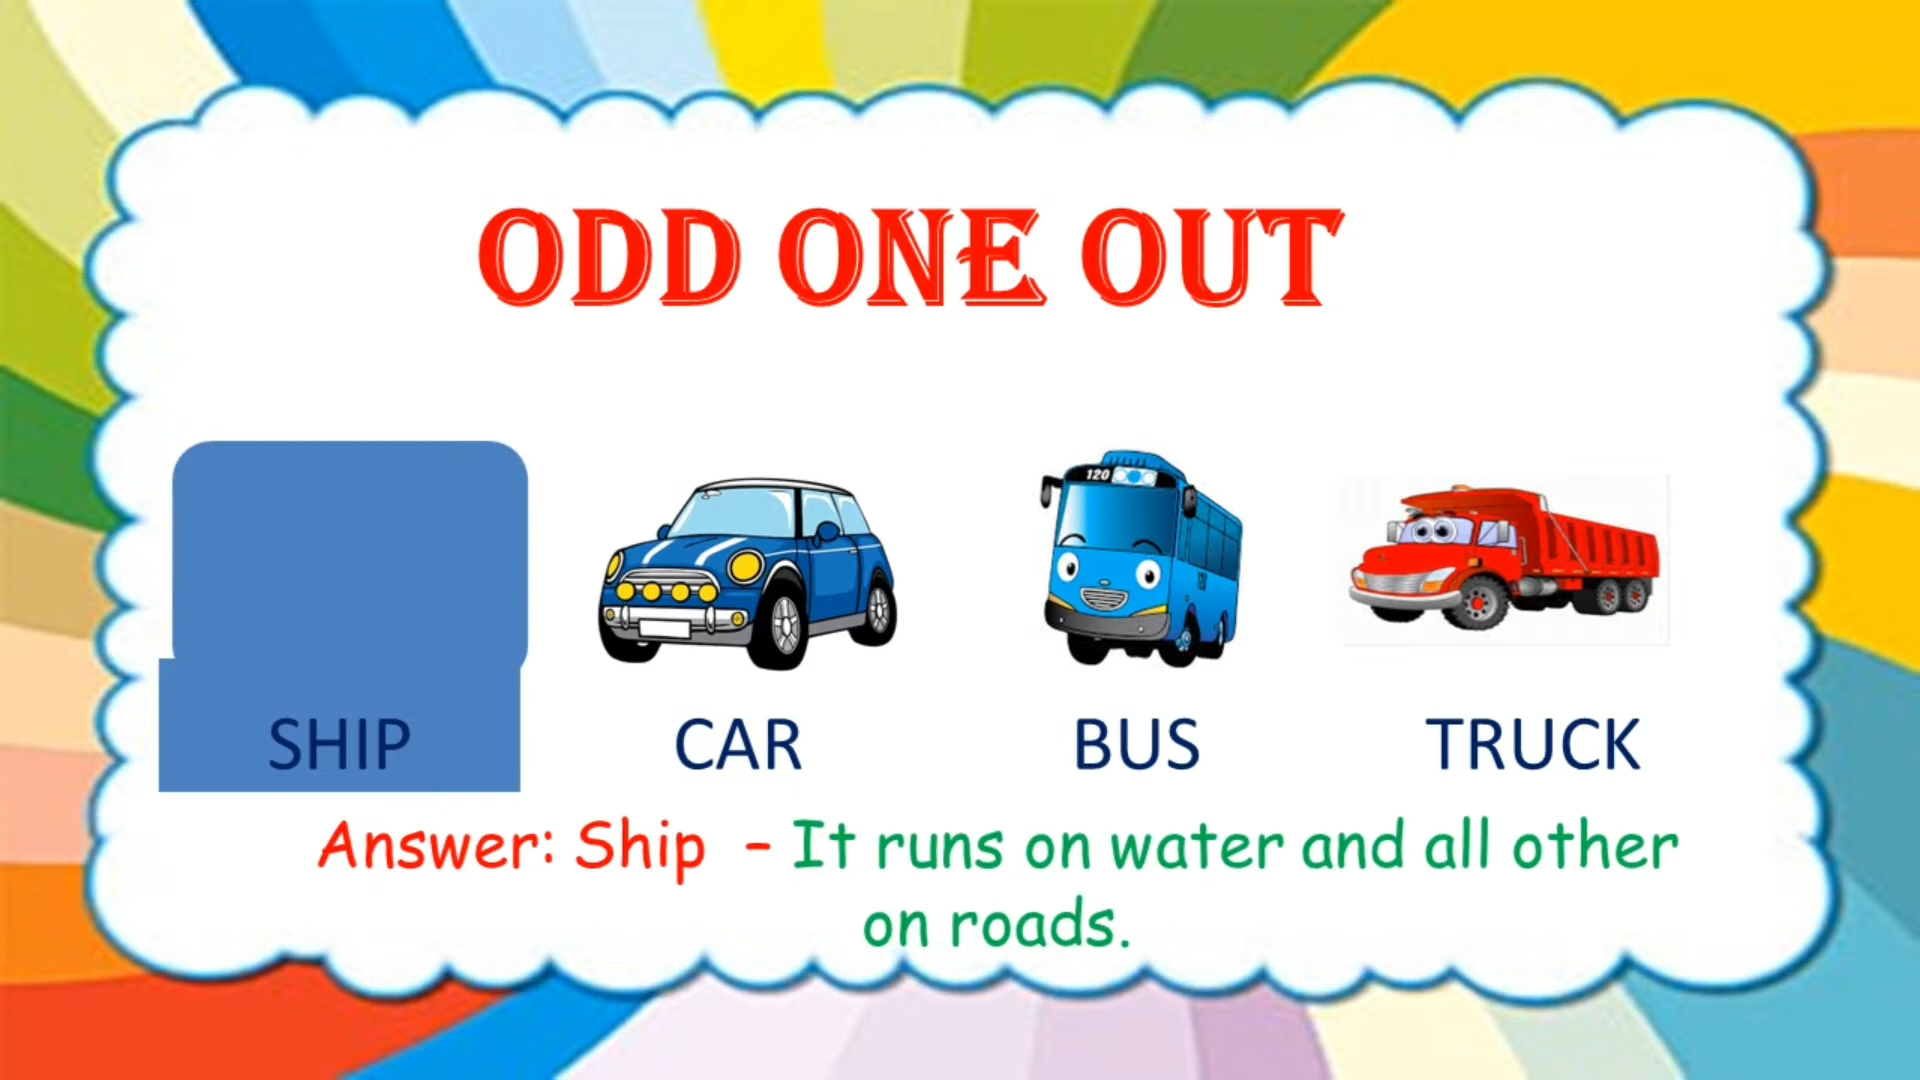 ODD ONE OUT
120
SHIP CAR BUS TRUCK
Answer: Ship – It runs on water and all other
on roads.